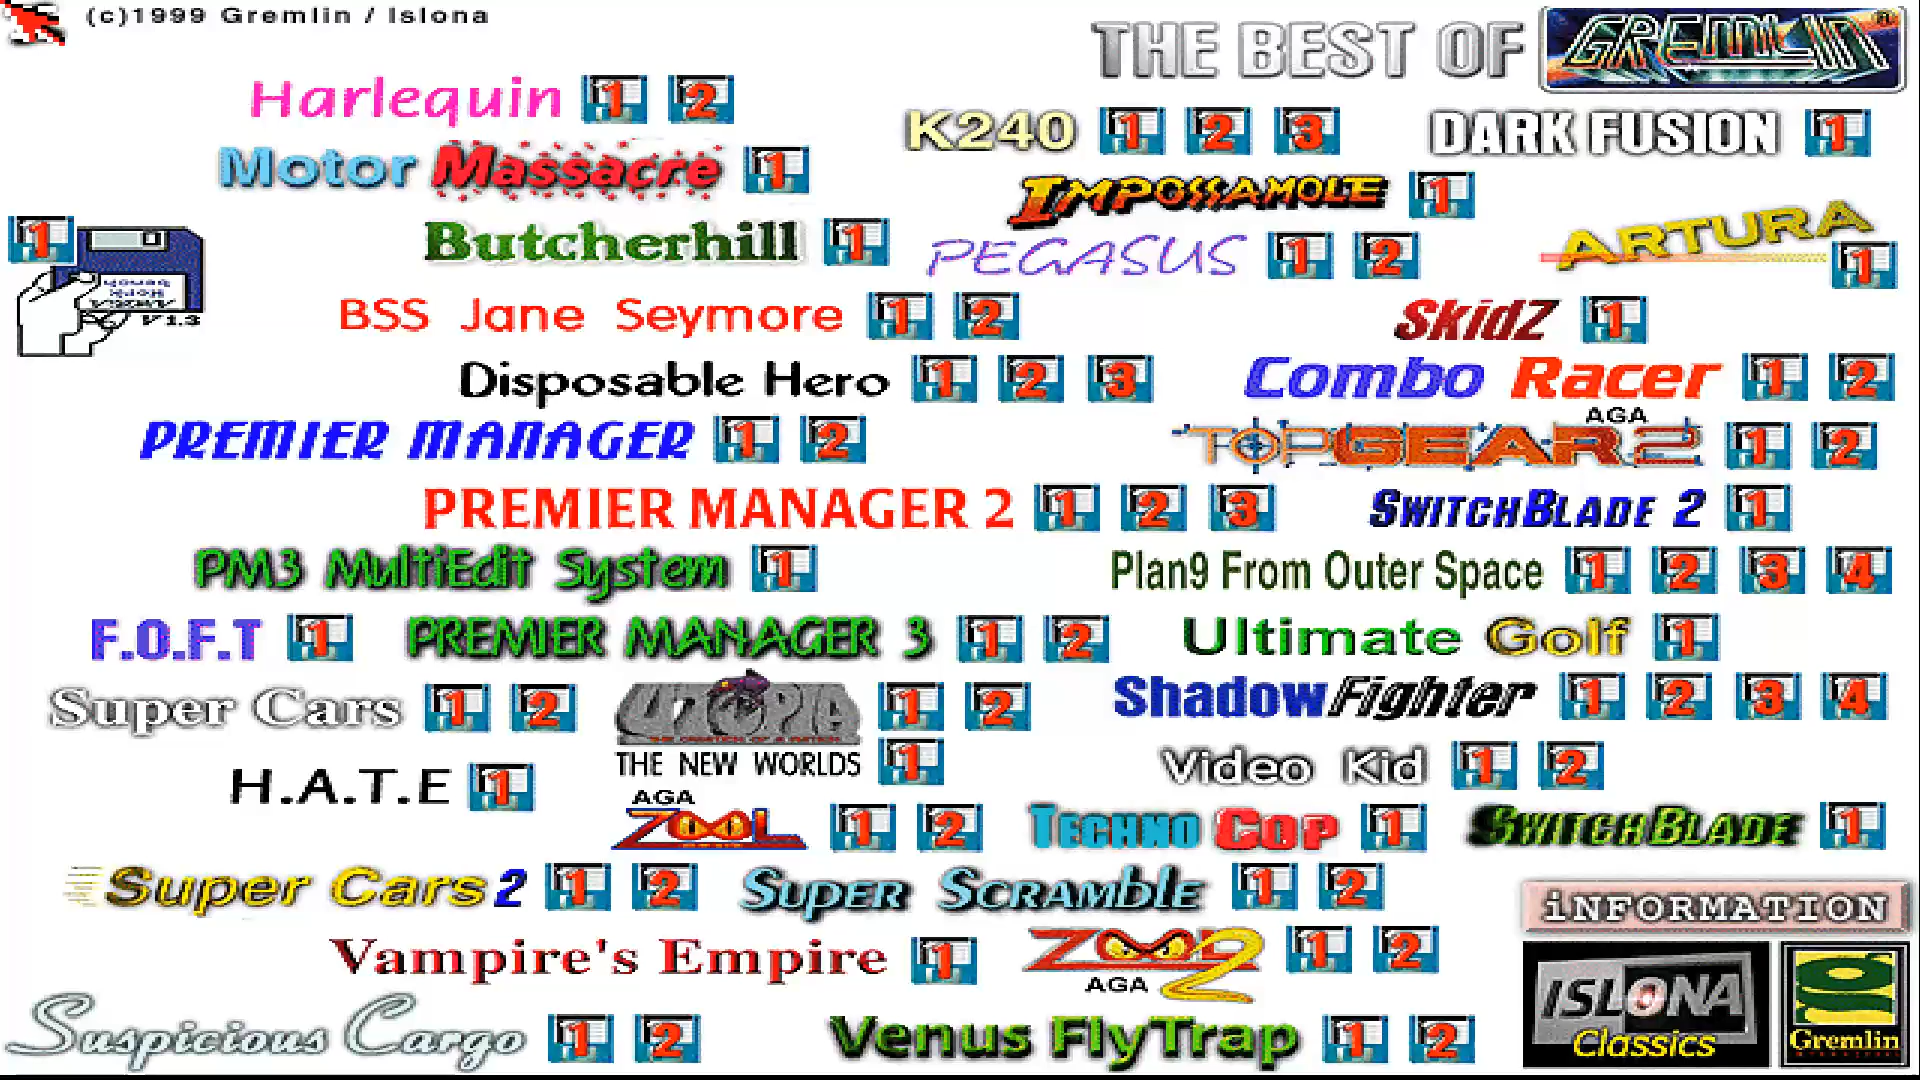 (c)1999 Gremlin / Islona
THE BEST OF GREMLIN
Harlequin 1 2
K240 1 2 3
DARK FUSION 1
Motor Massacre 1
IMPOSSAMOLE 1
ARTURA 1
1
V1.3
Butcherhill 1
PEGASUS 1 2
BSS Jane Seymore 1 2
SkidZ 1
Disposable Hero 1 2 3
Combo Racer 1 2
PREMIER MANAGER 1 2
AGA
TOPGEAR2 1 2
PREMIER MANAGER 2 1 2 3
SWITCHBLADE 2 1
PM3 MultiEdit System 1
Plan9 From Outer Space 1 2 3 4
F.O.F.T 1
PREMIER MANAGER 3 1 2
Ultimate Golf 1
Super Cars 1 2
UTOPIA 1 2
THE CREATION OF A NATION
THE NEW WORLDS 1
ShadowFighter 1 2 3 4
Video Kid 1 2
H.A.T.E 1
AGA
ZOOL 1 2
TECHNO COP 1
SWITCHBLADE 1
Super Cars 2 1 2
SUPER SCRAMBLE 1 2
iNFORMATION
Vampire's Empire 1
ZOOL 2 1 2
AGA
ISLONA
Classics
Gremlin
Suspicious Cargo 1 2
Venus FlyTrap 1 2